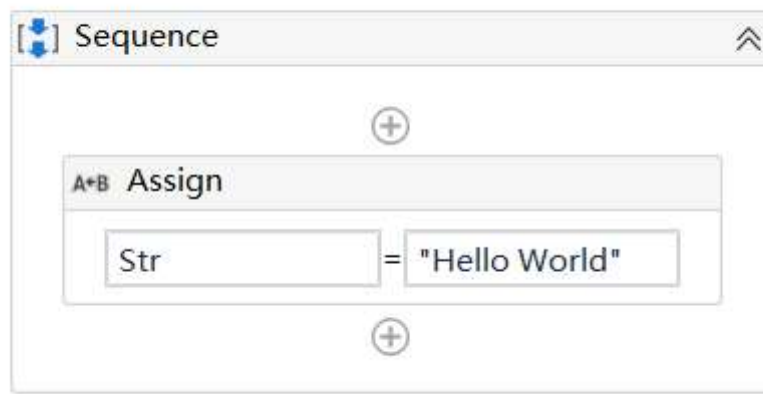 Sequence
A←B Assign
Str = "Hello World"